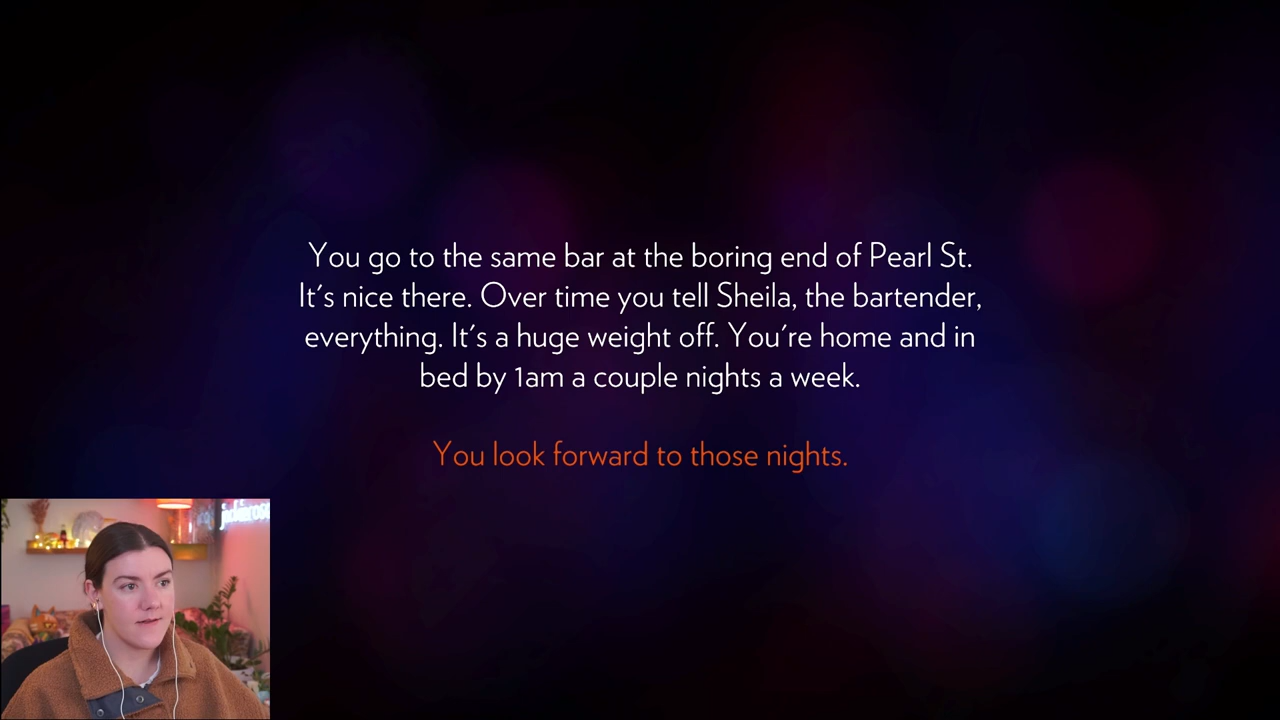 You go to the same bar at the boring end of Pearl St.
It's nice there. Over time you tell Sheila, the bartender,
everything. It's a huge weight off. You're home and in
bed by 1am a couple nights a week.
You look forward to those nights.